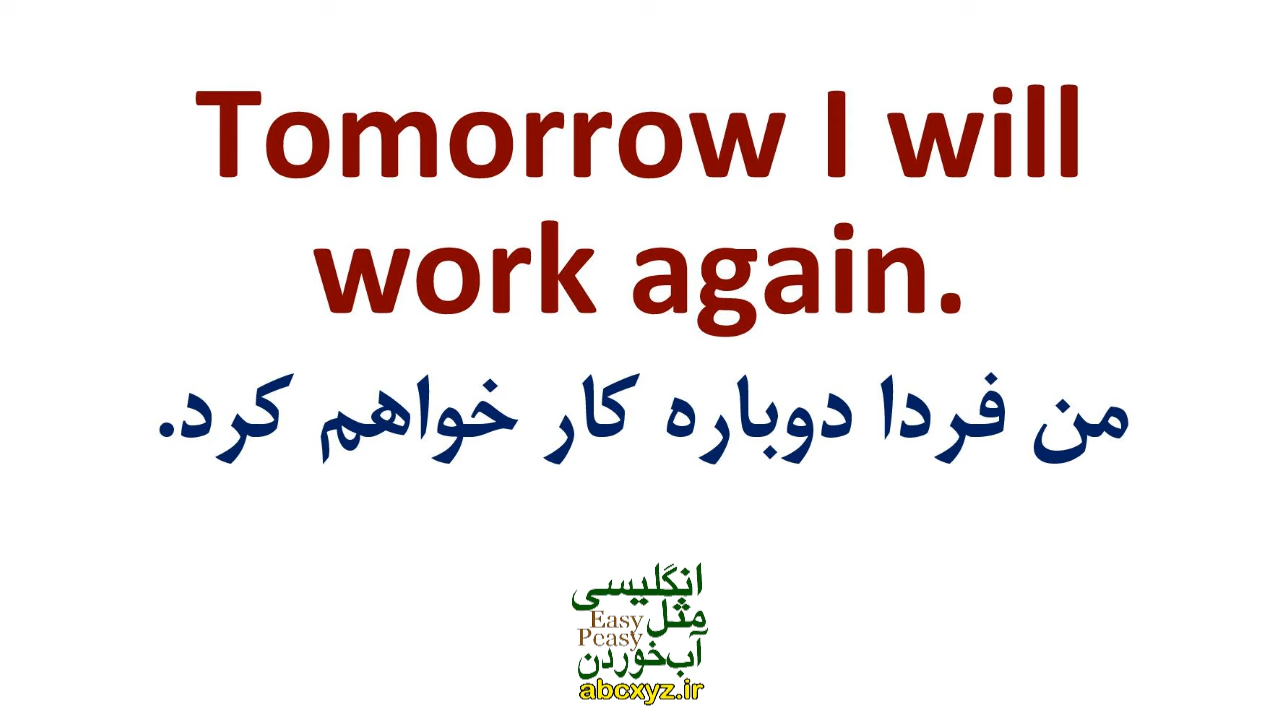 Tomorrow I will
work again.
من فردا دوباره کار خواهم کرد.
انگلیسی
مثل
Easy
Peasy
آب‌خوردن
abcxyz.ir